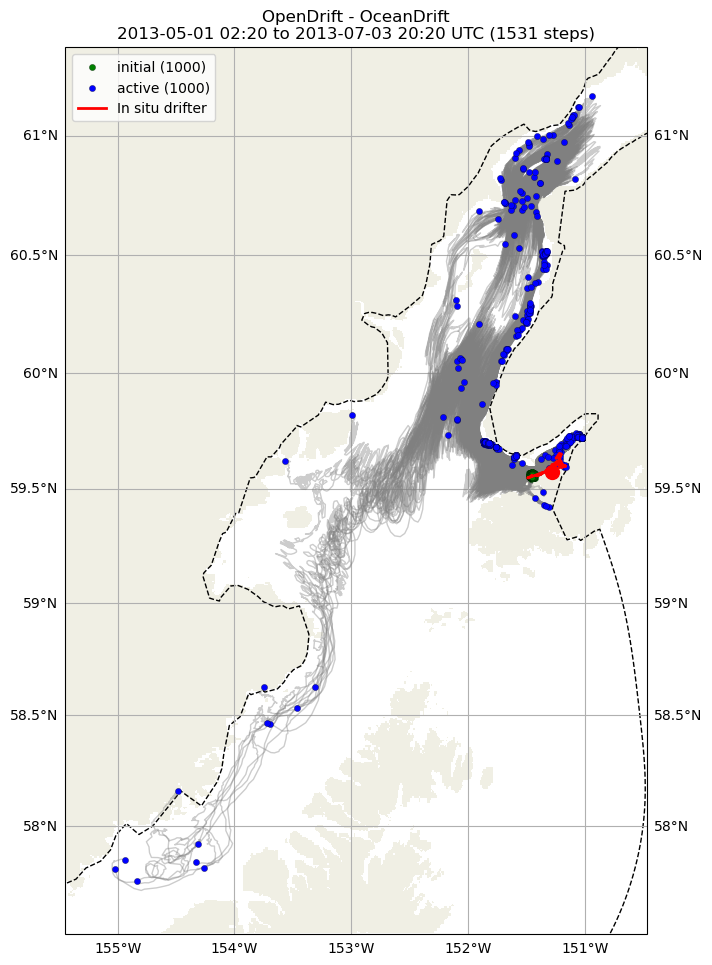 OpenDrift - OceanDrift
2013-05-01 02:20 to 2013-07-03 20:20 UTC (1531 steps)
initial (1000)
active (1000)
In situ drifter
61°N
61°N
60.5°N
60.5°N
60°N
60°N
59.5°N
59.5°N
59°N
59°N
58.5°N
58.5°N
58°N
58°N
155°W
154°W
153°W
152°W
151°W